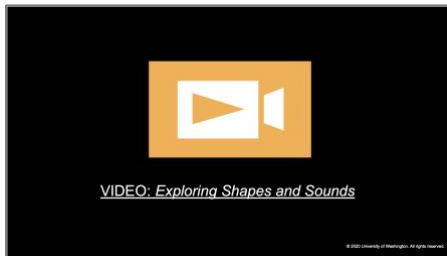 VIDEO: Exploring Shapes and Sounds
© 2020 University of Washington. All rights reserved.